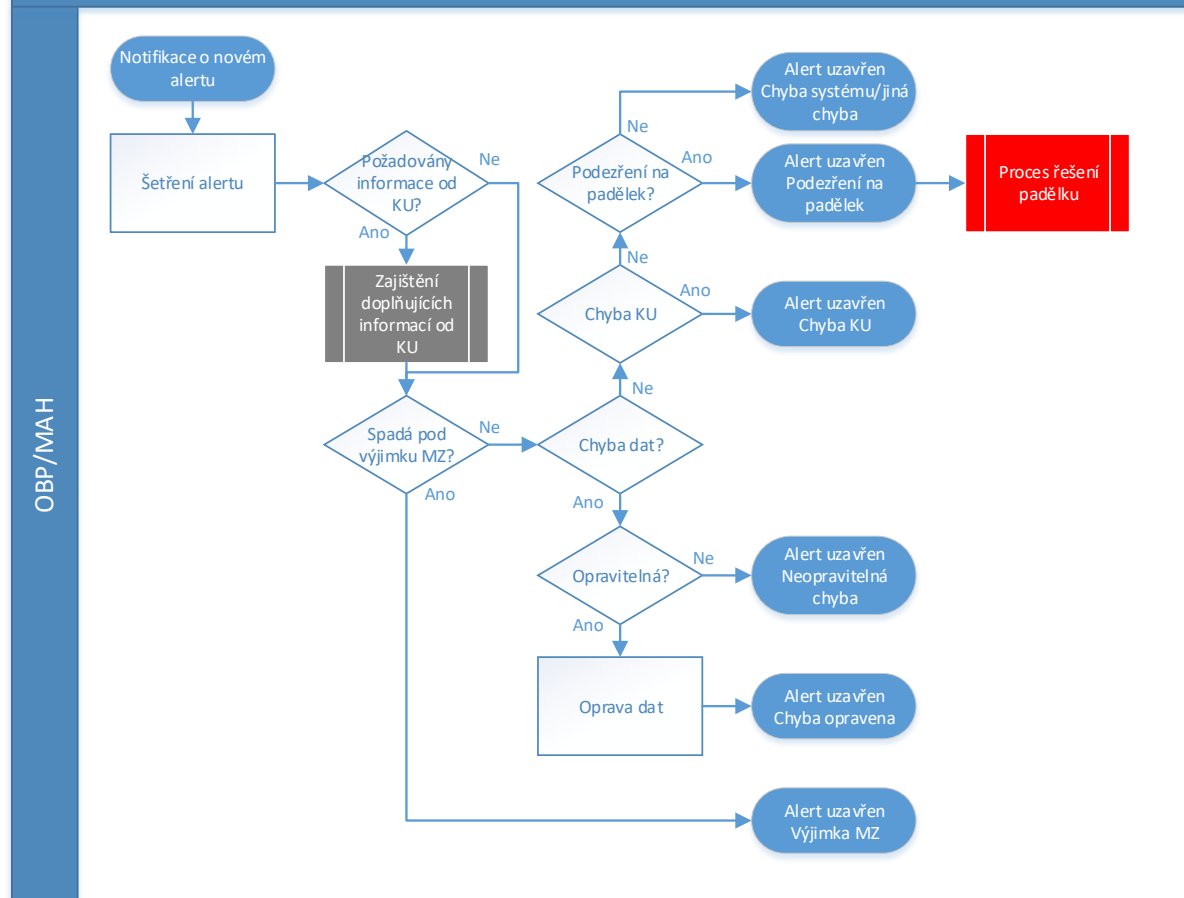 OBP/MAH
Notifikace o novém
alertu
Šetření alertu
Požadovány
informace od
KU?
Ne
Ano
Zajištění
doplňujících
informací od
KU
Spadá pod
výjimku MZ?
Ne
Ano
Chyba dat?
Ne
Ano
Chyba KU
Ne
Ano
Podezření na
padělek?
Ne
Ano
Alert uzavřen
Chyba systému/jiná
chyba
Alert uzavřen
Podezření na
padělek
Proces řešení
padělku
Alert uzavřen
Chyba KU
Opravitelná?
Ne
Ano
Alert uzavřen
Neopravitelná
chyba
Oprava dat
Alert uzavřen
Chyba opravena
Alert uzavřen
Výjimka MZ